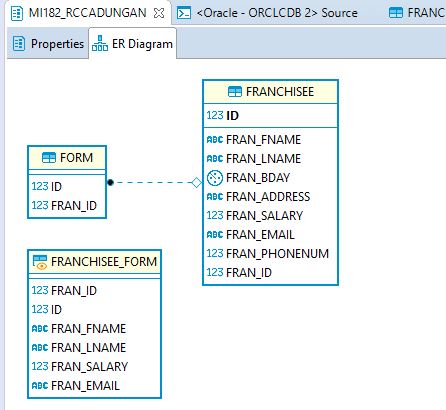 MI182_RCCADUNGAN
<Oracle - ORCLCDB 2> Source
FRANC
Properties
ER Diagram
FRANCHISEE
123 ID
ABC FRAN_FNAME
ABC FRAN_LNAME
FRAN_BDAY
ABC FRAN_ADDRESS
123 FRAN_SALARY
ABC FRAN_EMAIL
123 FRAN_PHONENUM
123 FRAN_ID
FORM
123 ID
123 FRAN_ID
FRANCHISEE_FORM
123 FRAN_ID
123 ID
ABC FRAN_FNAME
ABC FRAN_LNAME
123 FRAN_SALARY
ABC FRAN_EMAIL